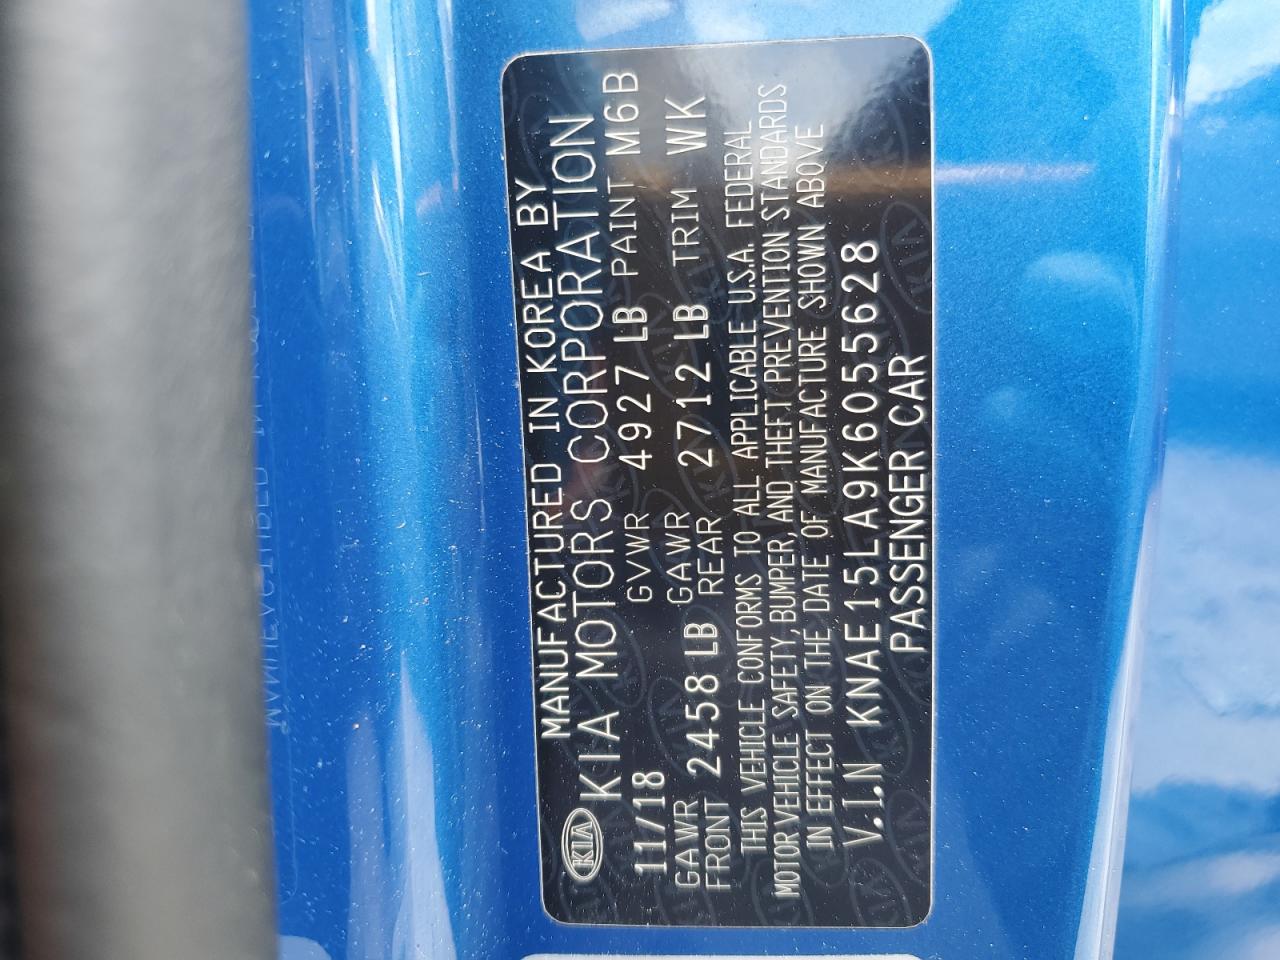 MANUFACTURED IN KOREA BY
KIA KIA MOTORS CORPORATION
11/18 GVWR 4927 LB PAINT M6B
GAWR FRONT 2458 LB GAWR REAR 2712 LB TRIM WK
THIS VEHICLE CONFORMS TO ALL APPLICABLE U.S.A. FEDERAL
MOTOR VEHICLE SAFETY, BUMPER, AND THEFT PREVENTION STANDARDS
IN EFFECT ON THE DATE OF MANUFACTURE SHOWN ABOVE
V.I.N KNAE15LA9K6055628
PASSENGER CAR